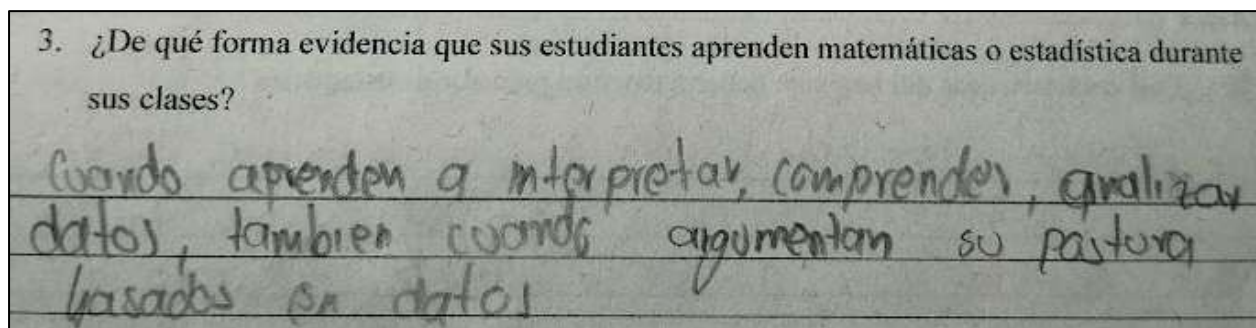 3. ¿De qué forma evidencia que sus estudiantes aprenden matemáticas o estadística durante
sus clases?
Cuando aprenden a interpretar, comprender, analizar
datos, tambien cuando argumentan su pastura
basados en datos